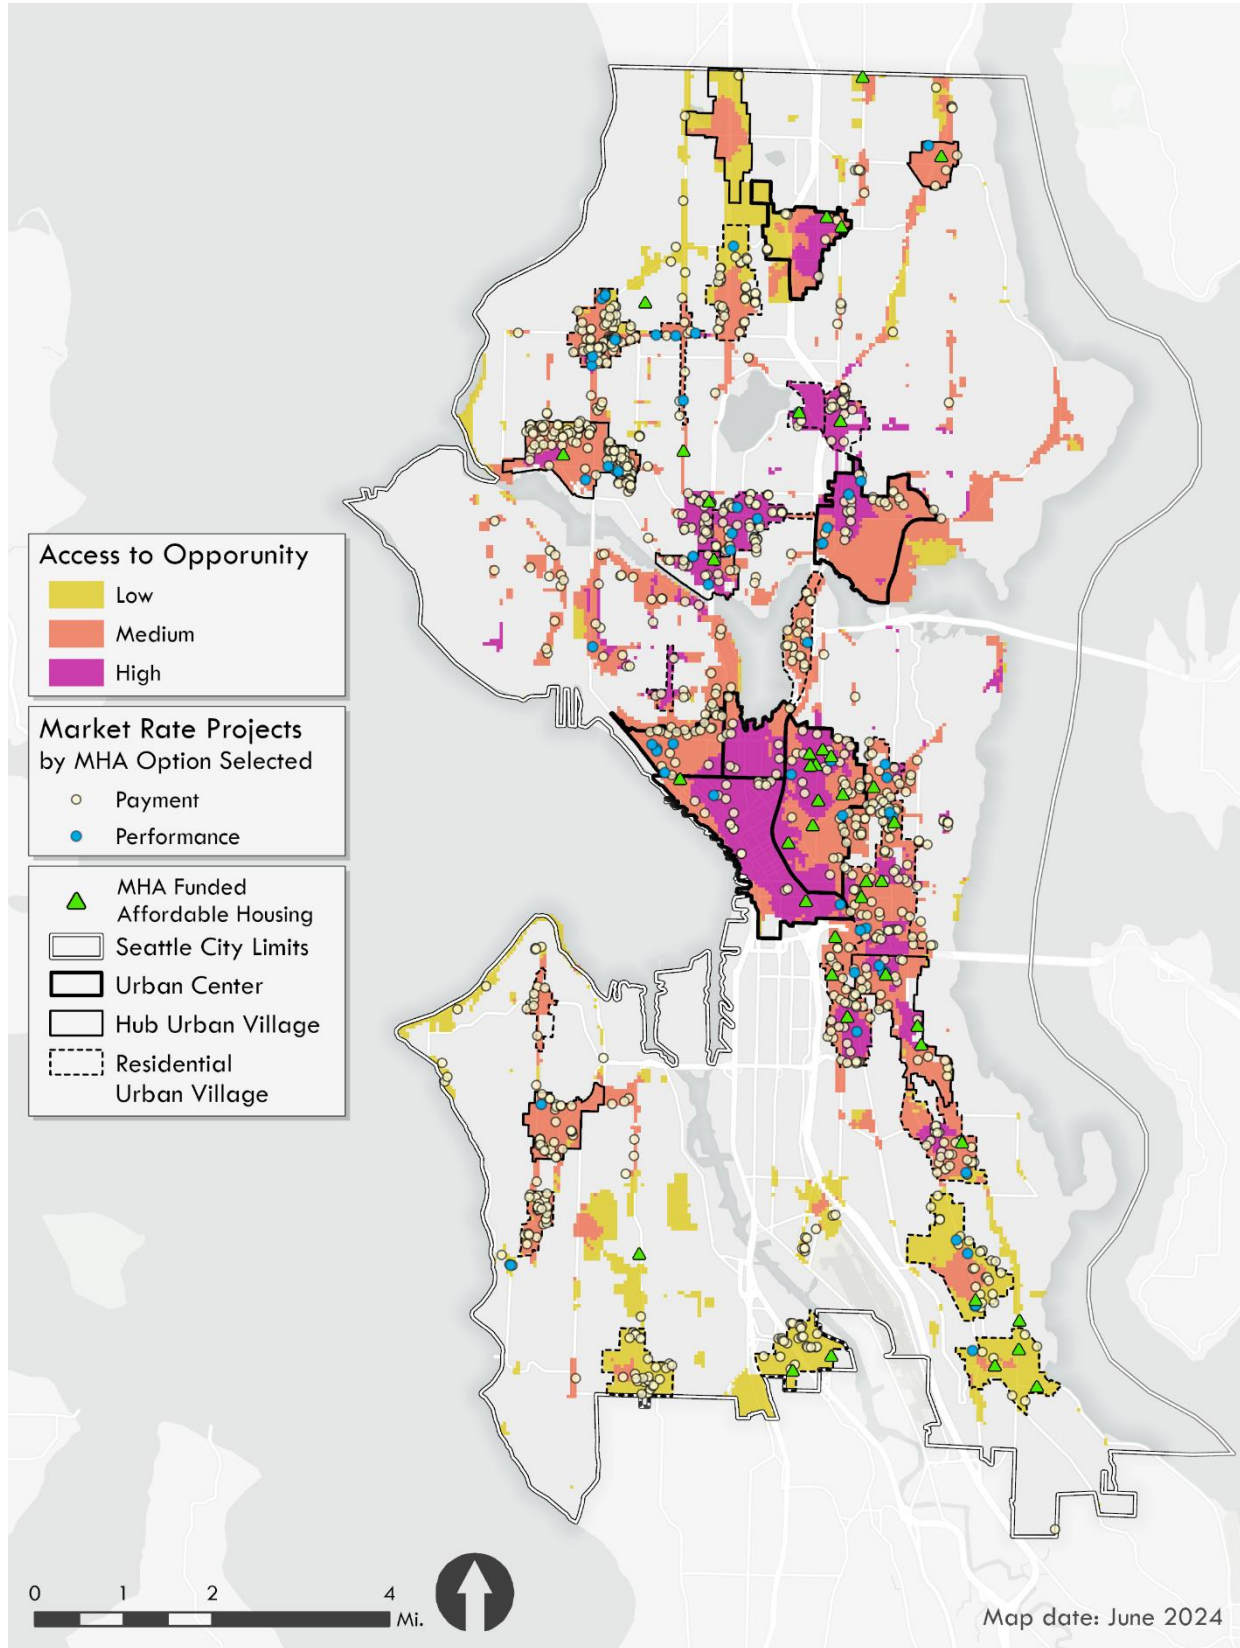 Access to Opporunity
Low
Medium
High
Market Rate Projects
by MHA Option Selected
Payment
Performance
MHA Funded
Affordable Housing
Seattle City Limits
Urban Center
Hub Urban Village
Residential
Urban Village
0 1 2 4
Mi.
Map date: June 2024